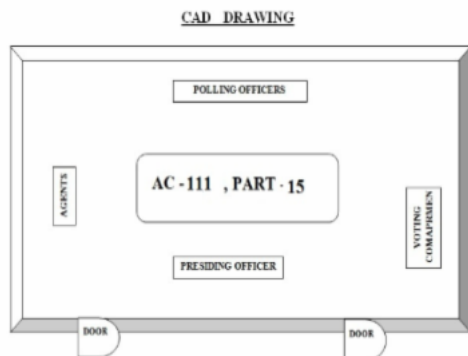 CAD DRAWING
POLLING OFFICERS
AGENTS
AC -111 , PART - 15
VOTING
COMAPRMEN
PRESIDING OFFICER
DOOR
DOOR